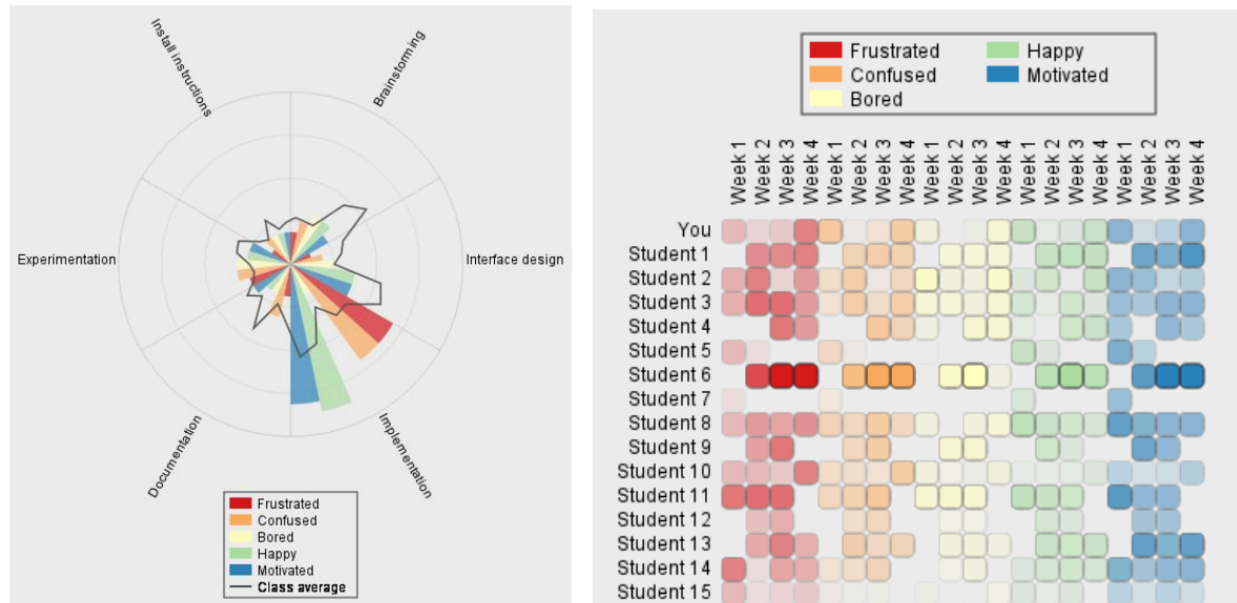 Install instructions
Brainstorming
Experimentation
Interface design
Documentation
Implementation
Frustrated
Confused
Bored
Happy
Motivated
Class average
Frustrated Happy
Confused Motivated
Bored
Week 1 Week 2 Week 3 Week 4 Week 1 Week 2 Week 3 Week 4 Week 1 Week 2 Week 3 Week 4 Week 1 Week 2 Week 3 Week 4 Week 1 Week 2 Week 3 Week 4
You
Student 1
Student 2
Student 3
Student 4
Student 5
Student 6
Student 7
Student 8
Student 9
Student 10
Student 11
Student 12
Student 13
Student 14
Student 15